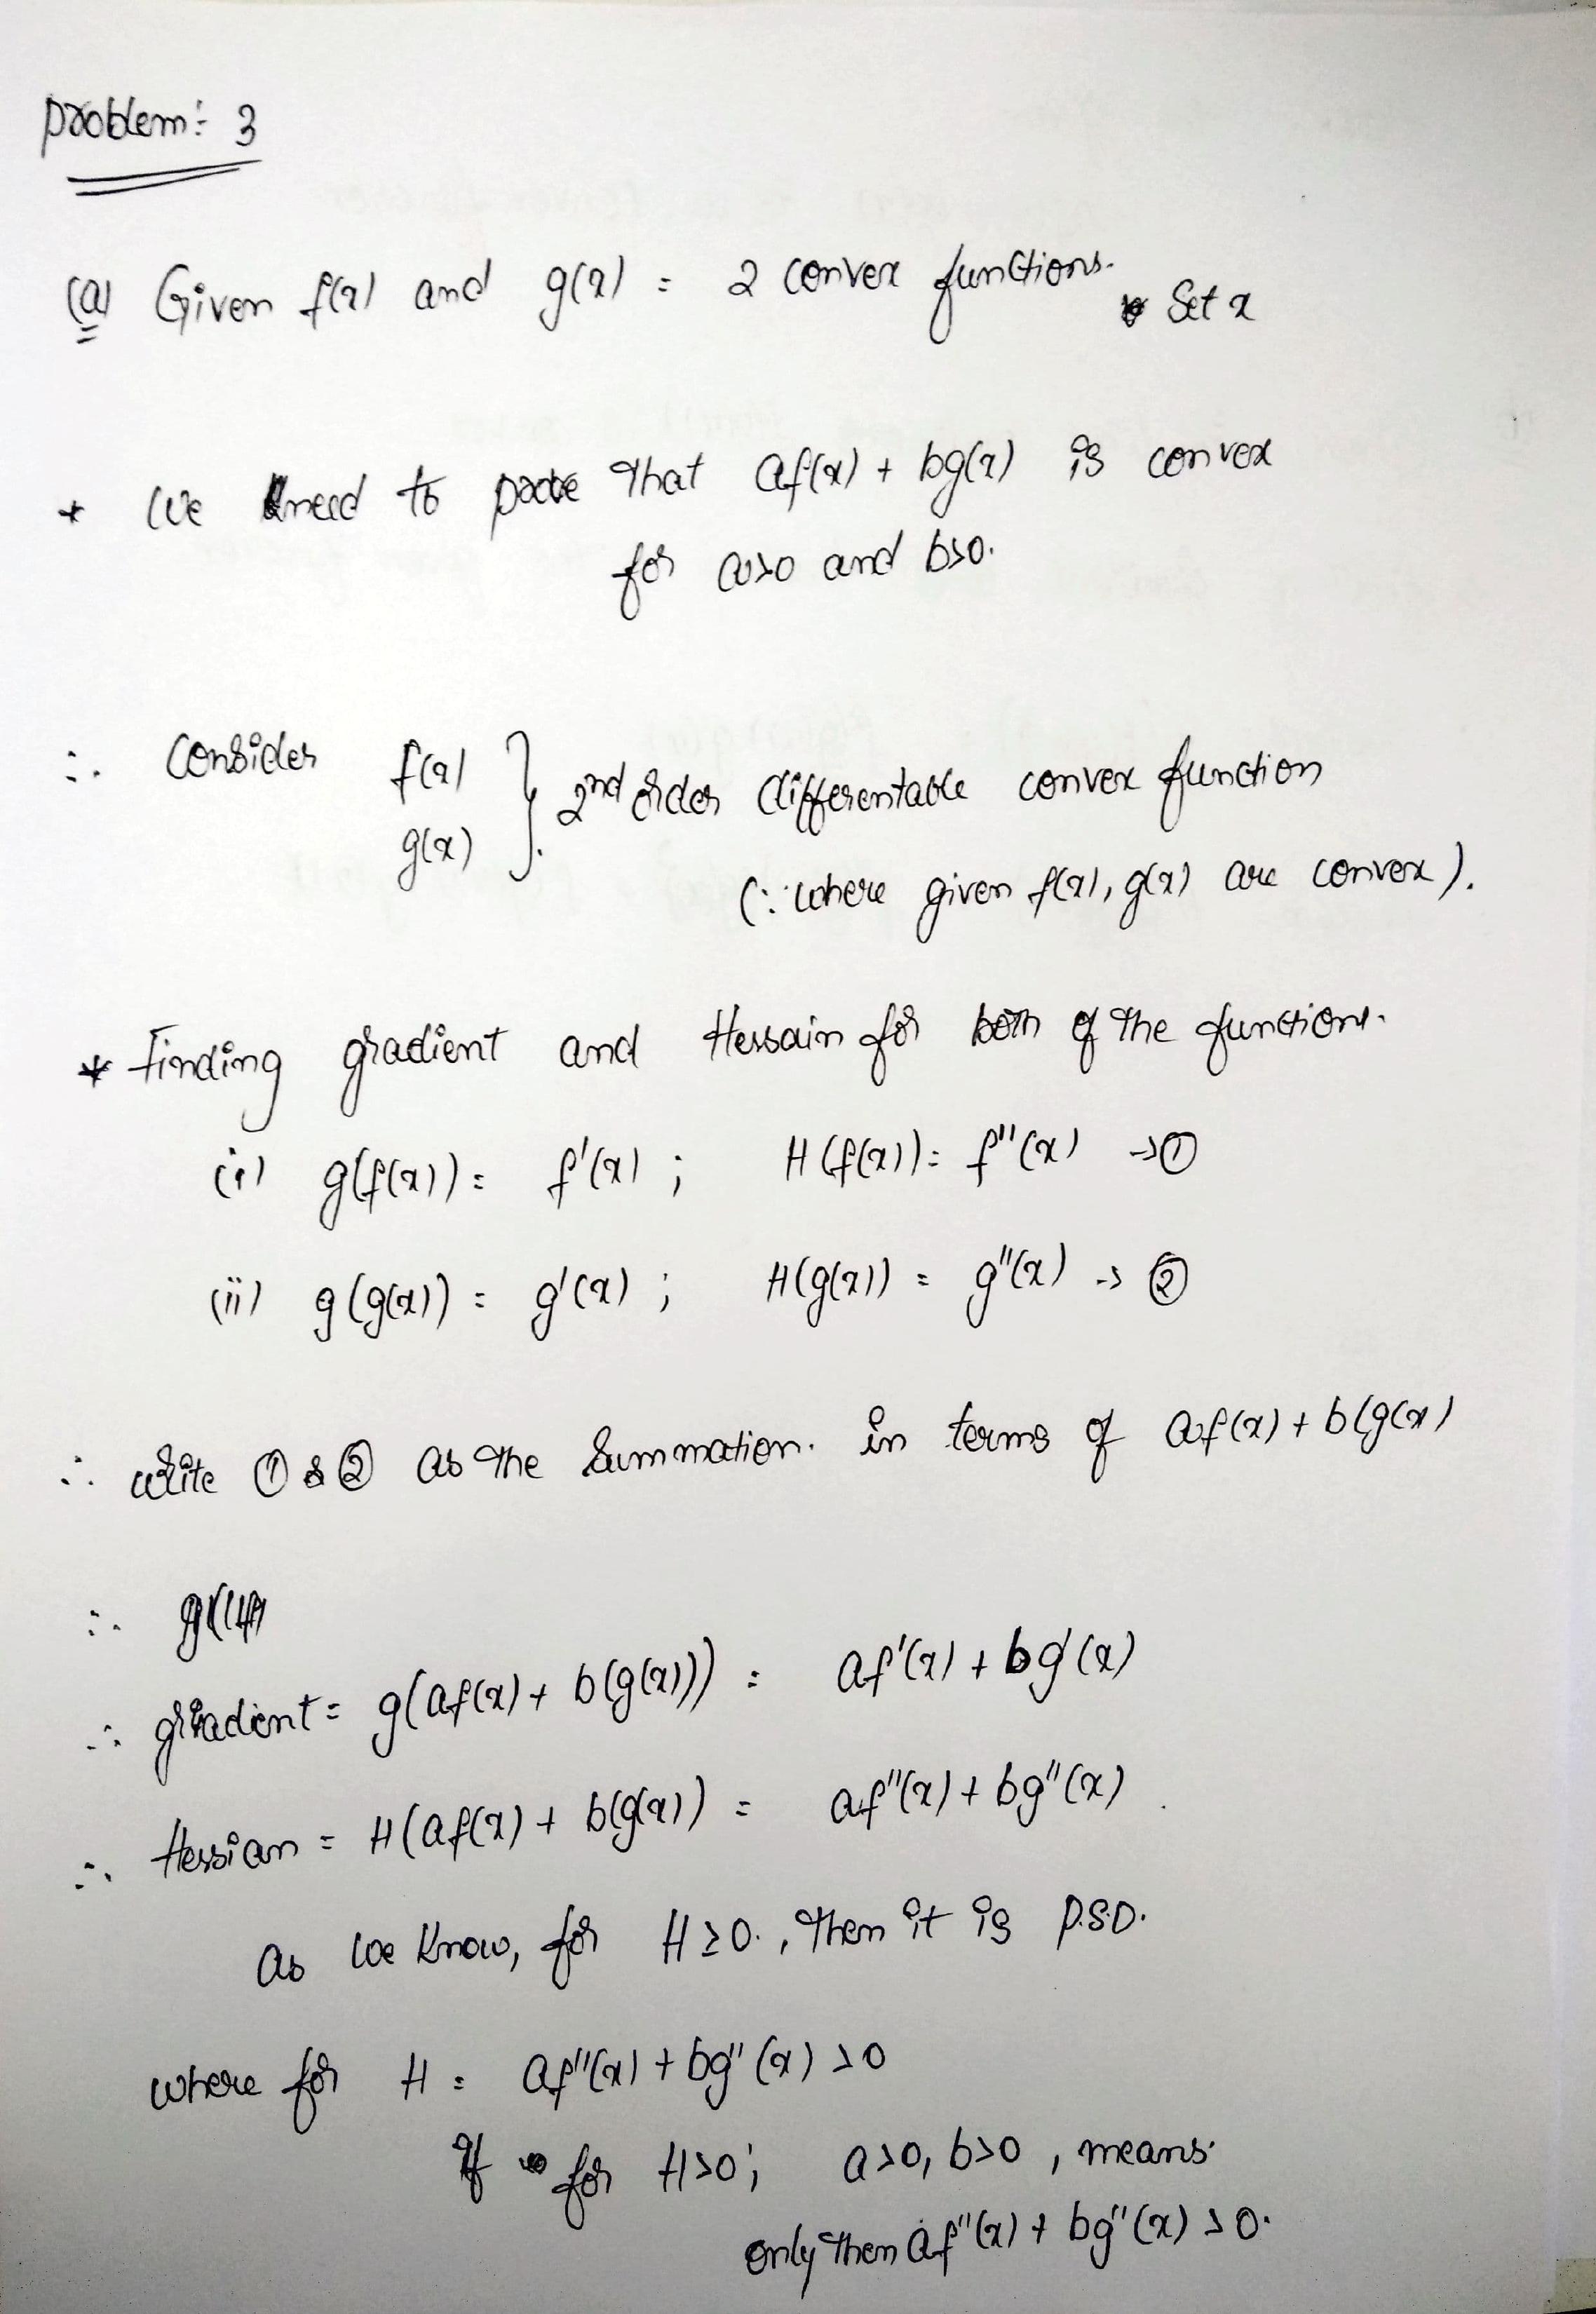 Problem:- 3
(a) Given f(x) and g(x) = 2 convex functions. Set x
* We need to prove that af(x) + bg(x) is convex
for a>0 and b>0.
∴ Consider f(x) } 2nd order differentable convex function
g(x)
(∵ where given f(x), g(x) are convex).
* Finding gradient and Hessain for both of the functions.
(i) g(f(x)) = f'(x) ; H(f(x)) = f''(x) → ①
(ii) g(g(x)) = g'(x) ; H(g(x)) = g''(x) → ②
∴ Write ① & ② as the Summation. in terms of af(x) + b(g(x)
∴
∴ gradient = g(af(x) + b(g(x))) = af'(x) + bg'(x)
∴ Hessian = H(af(x) + b(g(x)) = af''(x) + bg''(x).
As we know, for H ≥ 0., then it is P.S.D.
where for H = af''(x) + bg''(x) > 0
If for H>0; a>0, b>0, means
only then af''(x) + bg''(x) > 0.